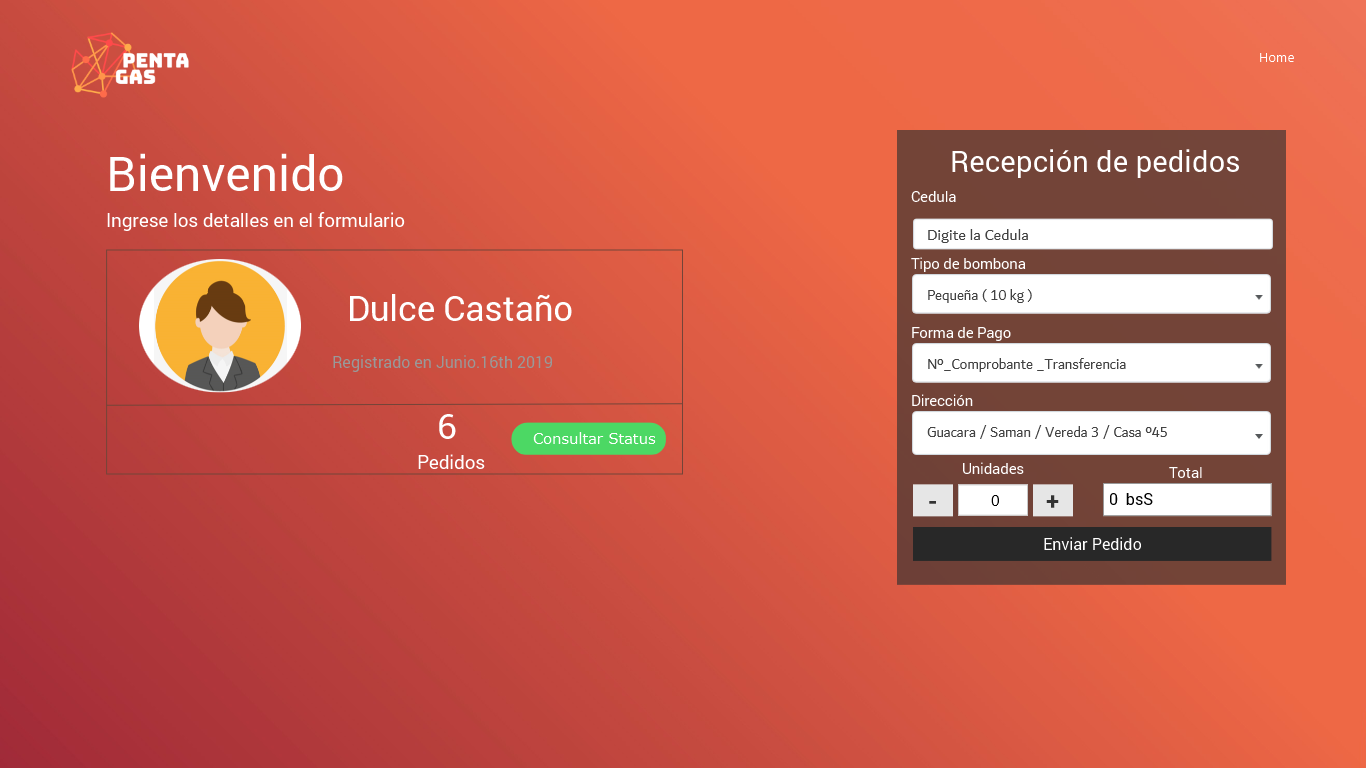 PENTA
GAS
Home
Bienvenido
Ingrese los detalles en el formulario
Dulce Castaño
Registrado en Junio.16th 2019
6
Pedidos
Consultar Status
Recepción de pedidos
Cedula
Digite la Cedula
Tipo de bombona
Pequeña ( 10 kg )
Forma de Pago
Nº_Comprobante _Transferencia
Dirección
Guacara / Saman / Vereda 3 / Casa º45
Unidades
Total
- 0 +
0 bsS
Enviar Pedido